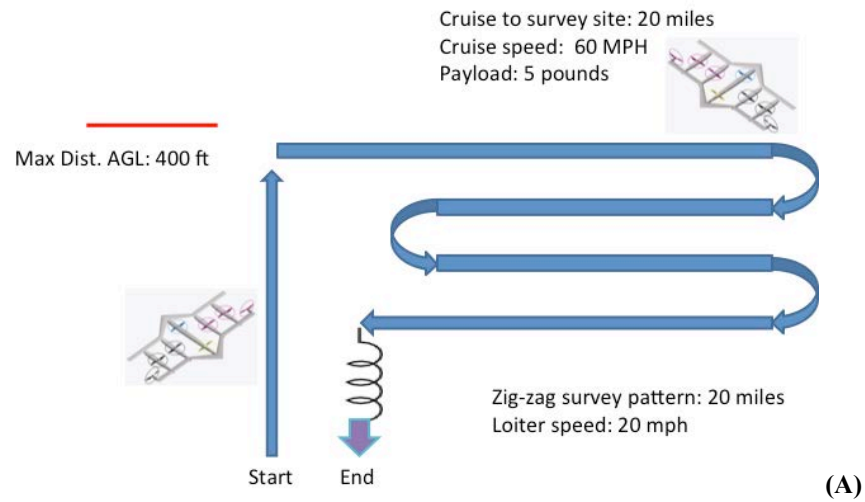 Cruise to survey site: 20 miles
Cruise speed:  60 MPH
Payload: 5 pounds
Max Dist. AGL: 400 ft
Zig-zag survey pattern: 20 miles
Loiter speed: 20 mph
Start
End
(A)